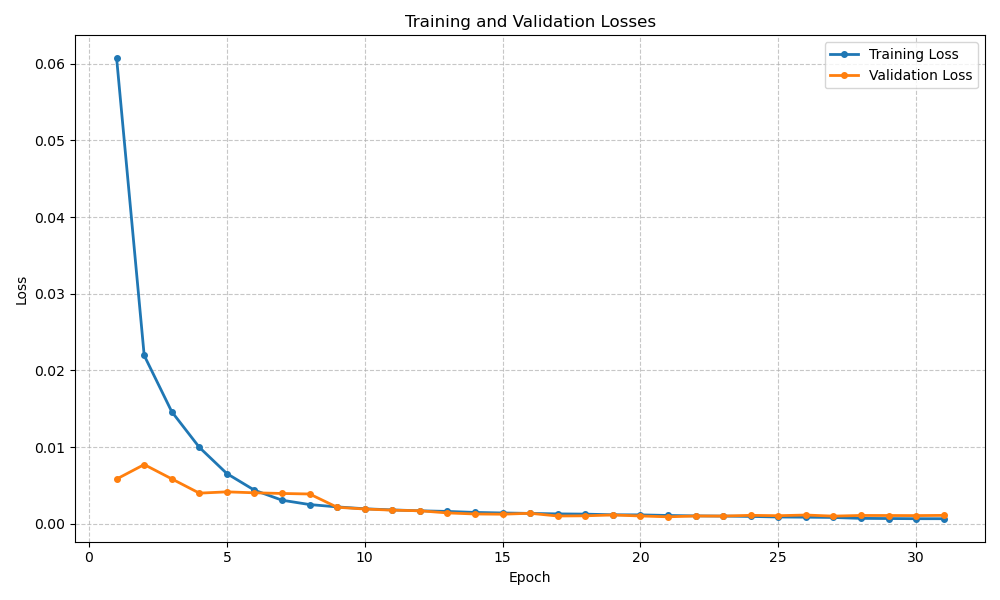 Training and Validation Losses
Training Loss
Validation Loss
0.06
0.05
0.04
0.03
0.02
0.01
0.00
Loss
0 5 10 15 20 25 30
Epoch